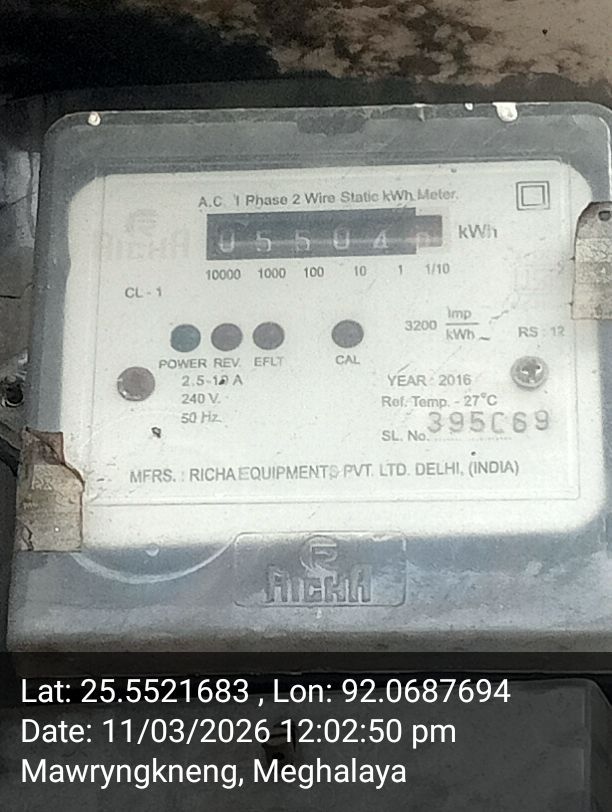 A.C. 1 Phase 2 Wire Static kWh Meter.
0 5 5 0 4 kWh
10000 1000 100 10 1 1/10
CL - 1
3200 Imp/kWh
RS : 12
POWER REV. EFLT CAL
2.5-10 A
240 V.
50 Hz.
YEAR : 2016
Ref. Temp. - 27°C
SL. No.
MFRS. : RICHA EQUIPMENTS PVT. LTD. DELHI, (INDIA)
RICHA
Lat: 25.5521683 , Lon: 92.0687694
Date: 11/03/2026 12:02:50 pm
Mawryngkneng, Meghalaya